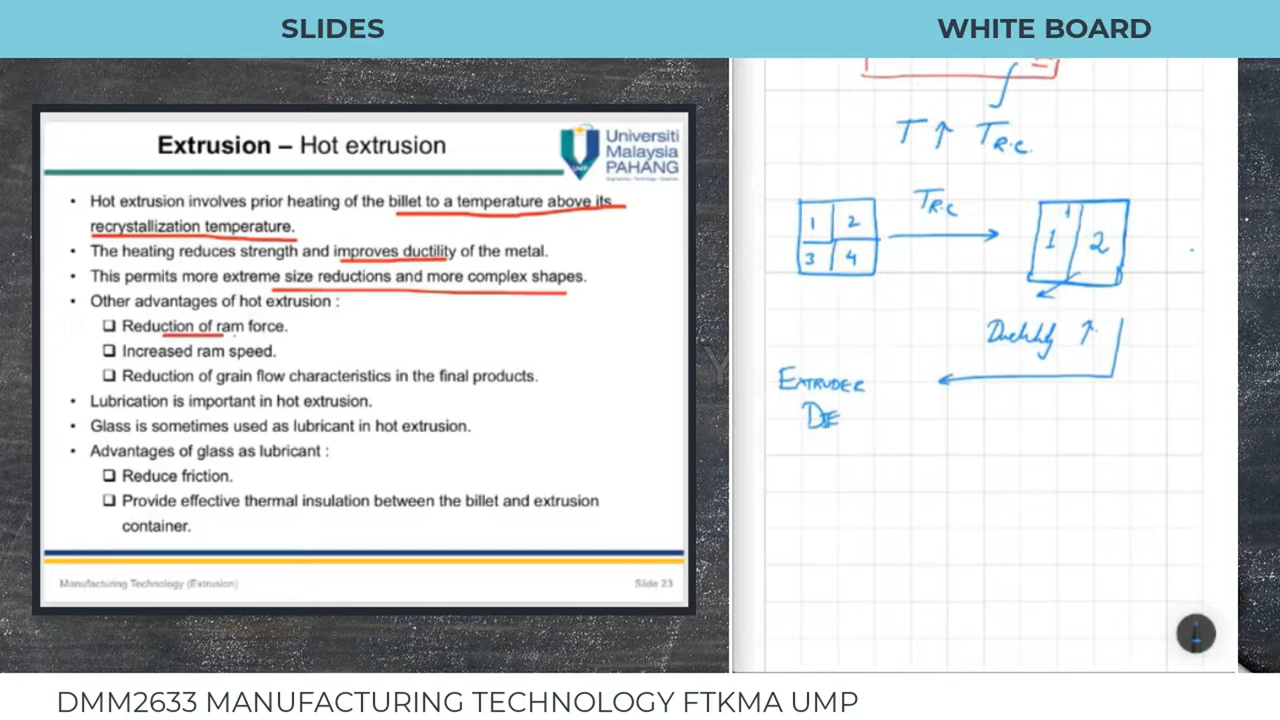 SLIDES
WHITE BOARD
Extrusion – Hot extrusion
Universiti
Malaysia
PAHANG
• Hot extrusion involves prior heating of the billet to a temperature above its
recrystallization temperature.
• The heating reduces strength and improves ductility of the metal.
• This permits more extreme size reductions and more complex shapes.
• Other advantages of hot extrusion :
❑ Reduction of ram force.
❑ Increased ram speed.
❑ Reduction of grain flow characteristics in the final products.
• Lubrication is important in hot extrusion.
• Glass is sometimes used as lubricant in hot extrusion.
• Advantages of glass as lubricant :
❑ Reduce friction.
❑ Provide effective thermal insulation between the billet and extrusion
container.
Manufacturing Technology (Extrusion)
Slide 23
T ↑ TR.C.
TR.C
1 2
3 4
1 2
↑
EXTRUDER
DIE
DMM2633 MANUFACTURING TECHNOLOGY FTKMA UMP